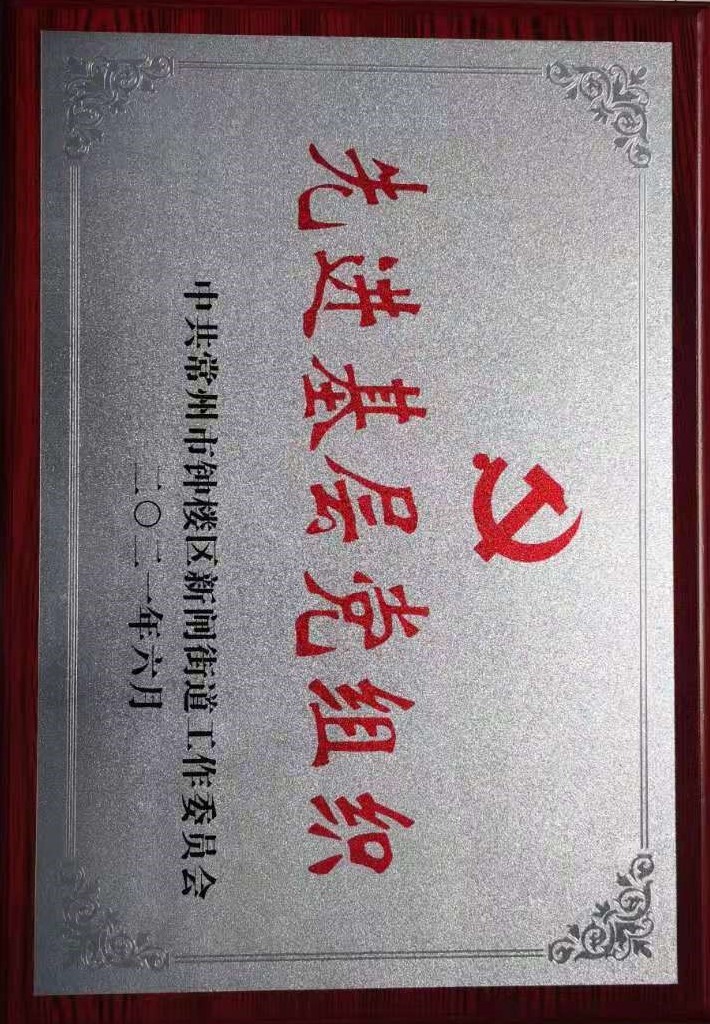 先进基层党组织
中共常州市钟楼区新闸街道工作委员会
二〇二一年六月